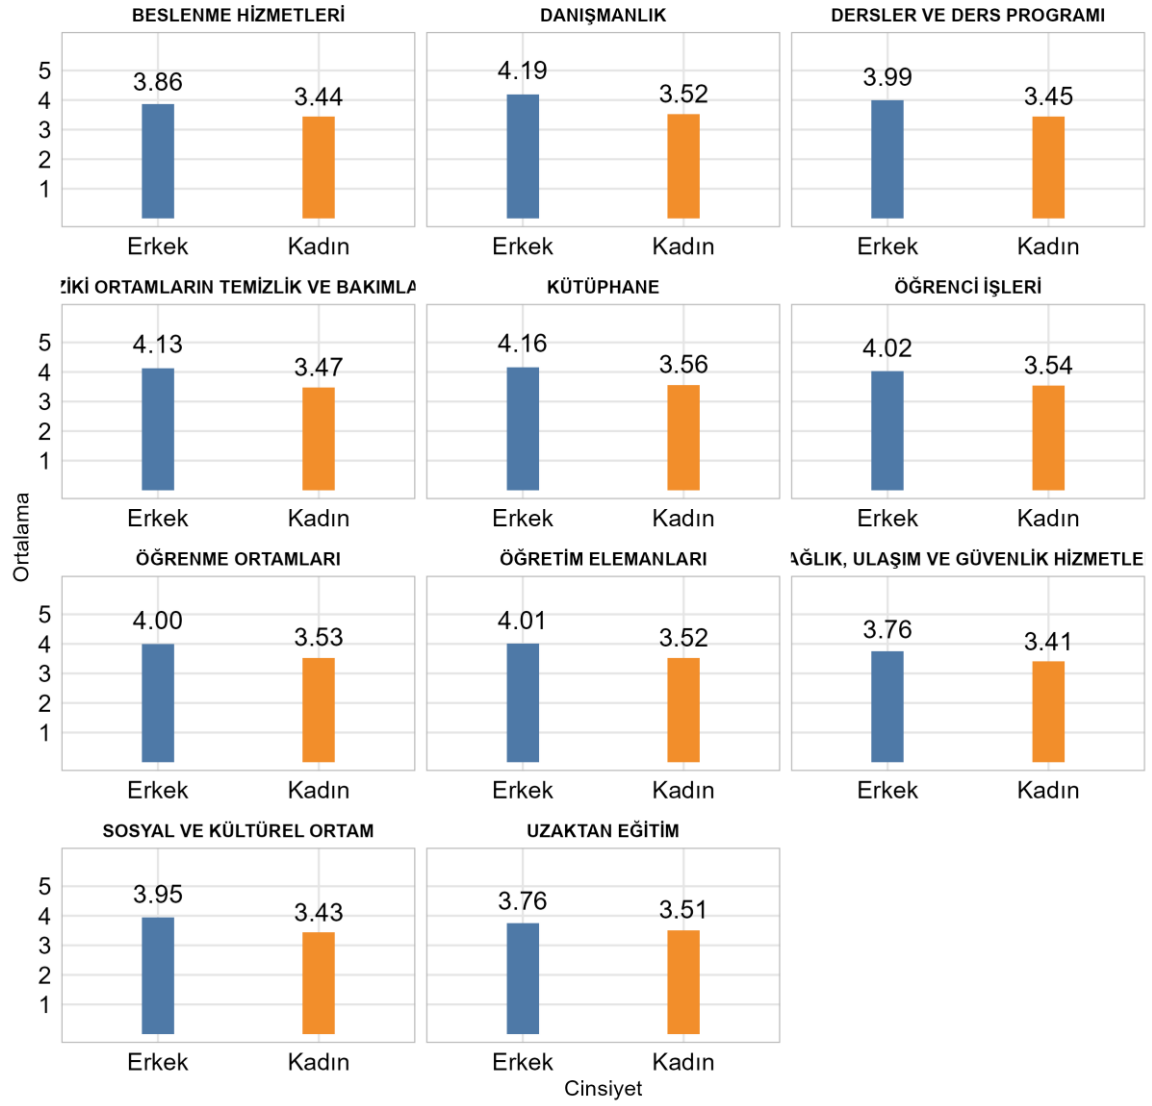 BESLENME HİZMETLERİ
5
4
3
2
1
3.86
3.44
Erkek Kadın
DANIŞMANLIK
4.19
3.52
Erkek Kadın
DERSLER VE DERS PROGRAMI
3.99
3.45
Erkek Kadın
ZİKİ ORTAMLARIN TEMİZLİK VE BAKIMLA
5
4
3
2
1
4.13
3.47
Erkek Kadın
KÜTÜPHANE
4.16
3.56
Erkek Kadın
ÖĞRENCİ İŞLERİ
4.02
3.54
Erkek Kadın
Ortalama
ÖĞRENME ORTAMLARI
5
4
3
2
1
4.00
3.53
Erkek Kadın
ÖĞRETİM ELEMANLARI
4.01
3.52
Erkek Kadın
AĞLIK, ULAŞIM VE GÜVENLİK HİZMETLE
3.76
3.41
Erkek Kadın
SOSYAL VE KÜLTÜREL ORTAM
5
4
3
2
1
3.95
3.43
Erkek Kadın
UZAKTAN EĞİTİM
3.76
3.51
Erkek Kadın
Cinsiyet